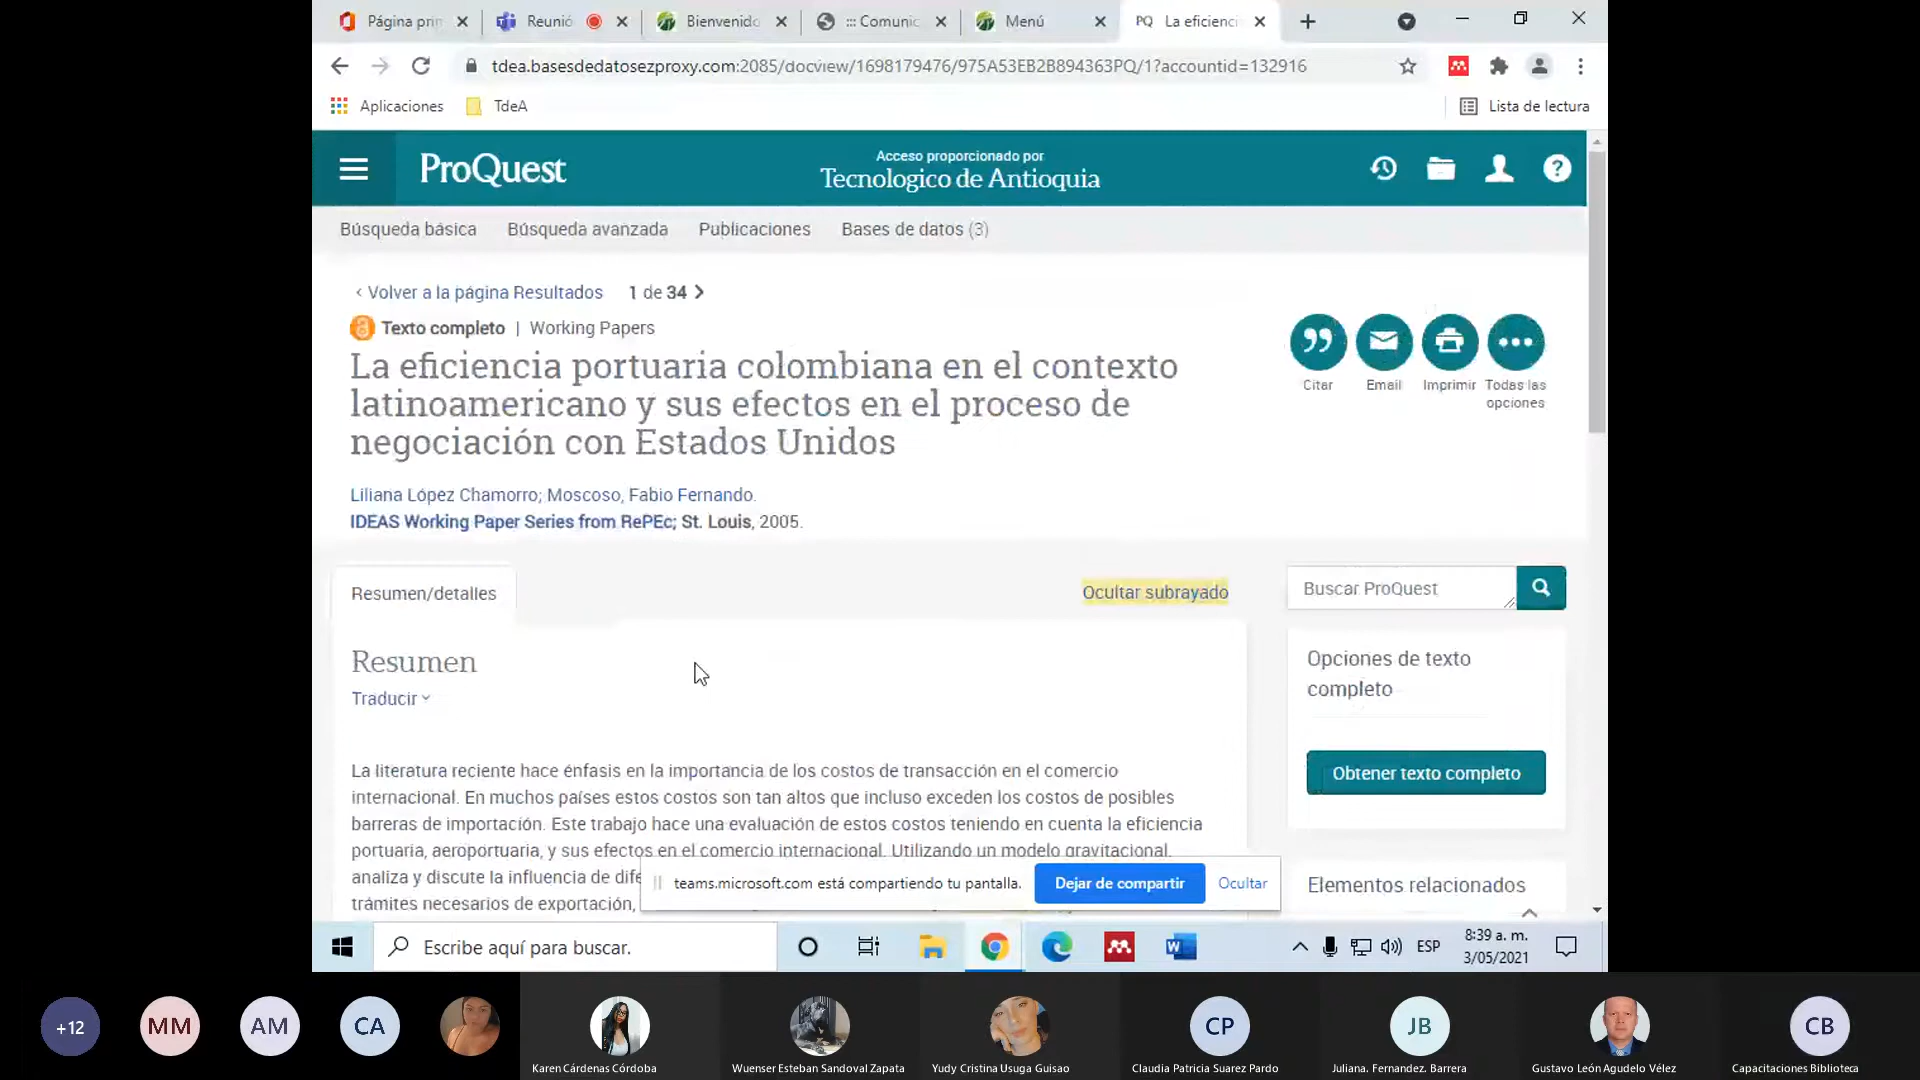 Página prin
Reunió
Bienvenido
::: Comunic
Menú
PQ La eficienci
tdea.basesdedatosezproxy.com:2085/docview/1698179476/975A53EB2B894363PQ/1?accountid=132916
Aplicaciones
TdeA
Lista de lectura
ProQuest
Acceso proporcionado por
Tecnologico de Antioquia
Búsqueda básica
Búsqueda avanzada
Publicaciones
Bases de datos (3)
‹ Volver a la página Resultados
1 de 34
Texto completo | Working Papers
La eficiencia portuaria colombiana en el contexto
latinoamericano y sus efectos en el proceso de
negociación con Estados Unidos
Citar
Email
Imprimir
Todas las
opciones
Liliana López Chamorro; Moscoso, Fabio Fernando.
IDEAS Working Paper Series from RePEc; St. Louis, 2005.
Resumen/detalles
Ocultar subrayado
Buscar ProQuest
Resumen
Traducir
Opciones de texto
completo
Obtener texto completo
La literatura reciente hace énfasis en la importancia de los costos de transacción en el comercio
internacional. En muchos países estos costos son tan altos que incluso exceden los costos de posibles
barreras de importación. Este trabajo hace una evaluación de estos costos teniendo en cuenta la eficiencia
portuaria, aeroportuaria, y sus efectos en el comercio internacional. Utilizando un modelo gravitacional,
analiza y discute la influencia de dife
trámites necesarios de exportación,
teams.microsoft.com está compartiendo tu pantalla.
Dejar de compartir
Ocultar
Elementos relacionados
Escribe aquí para buscar.
W
ESP
8:39 a. m.
3/05/2021
+12
MM
AM
CA
CP
JB
CB
Karen Cárdenas Córdoba
Wuenser Esteban Sandoval Zapata
Yudy Cristina Usuga Guisao
Claudia Patricia Suarez Pardo
Juliana. Fernandez. Barrera
Gustavo León Agudelo Vélez
Capacitaciones Biblioteca